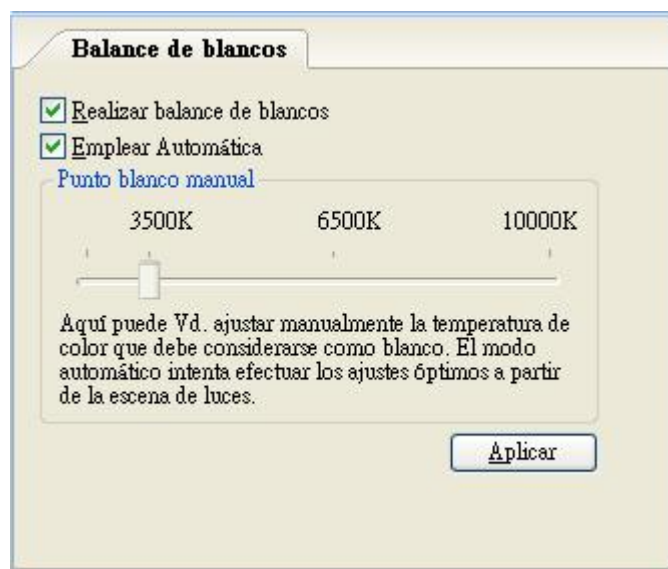 Balance de blancos
Realizar balance de blancos
Emplear Automática
Punto blanco manual
3500K 6500K 10000K
Aquí puede Vd. ajustar manualmente la temperatura de
color que debe considerarse como blanco. El modo
automático intenta efectuar los ajustes óptimos a partir
de la escena de luces.
Aplicar